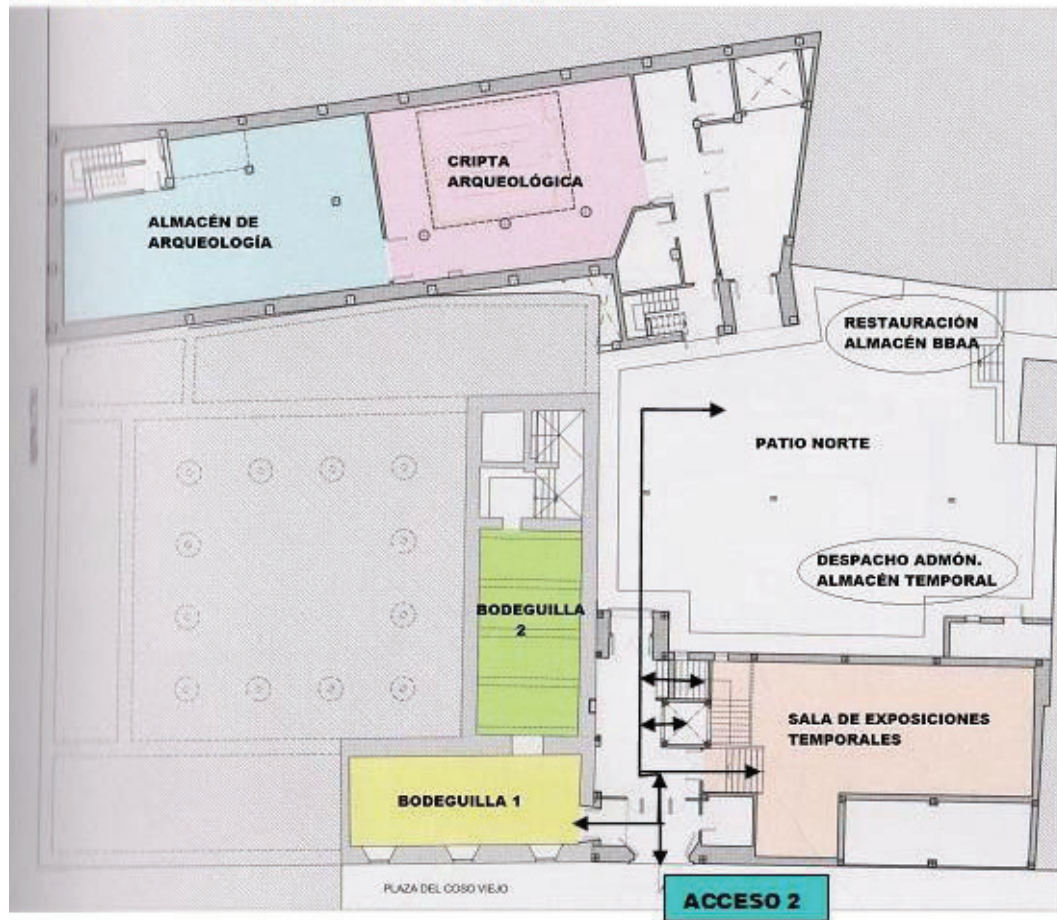 CRIPTA
ARQUEOLÓGICA
ALMACÉN DE
ARQUEOLOGÍA
RESTAURACIÓN
ALMACÉN BBAA
PATIO NORTE
DESPACHO ADMÓN.
ALMACÉN TEMPORAL
BODEGUILLA
2
SALA DE EXPOSICIONES
TEMPORALES
BODEGUILLA 1
PLAZA DEL COSO VIEJO
ACCESO 2